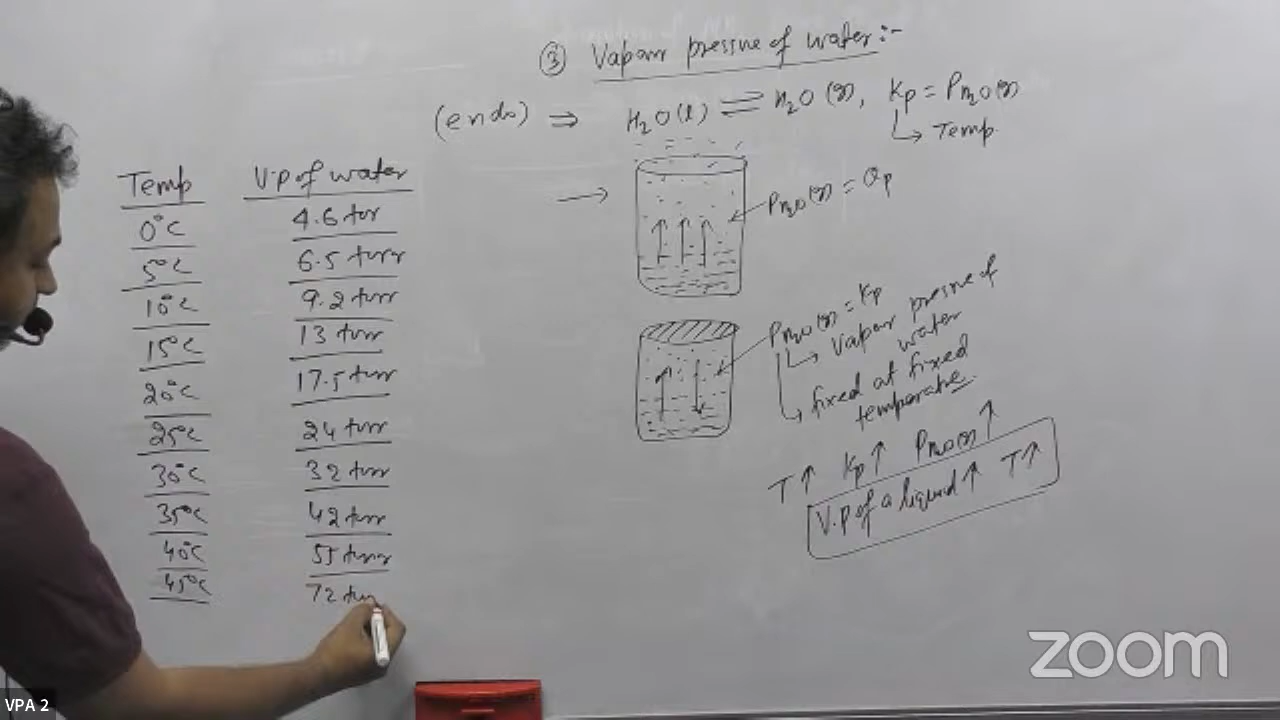 ③ Vapour pressure of water:-
(endo) ⇒ H₂O(l) ⇌ H₂O(g), Kp = PH₂O(g)
↳ Temp.
Temp V.P of water
0°C 4.6 torr
5°C 6.5 torr
10°C 9.2 torr
15°C 13 torr
20°C 17.5 torr
25°C 24 torr
30°C 32 torr
35°C 42 torr
40°C 55 torr
45°C 72 torr
→ PH₂O(g) = Qp
PH₂O(g) = Kp
↳ Vapour pressure of
water
↳ fixed at fixed
temperature.
T↑ Kp↑ PH₂O(g)↑
V.P of a liquid↑ T↑
zoom
VPA 2